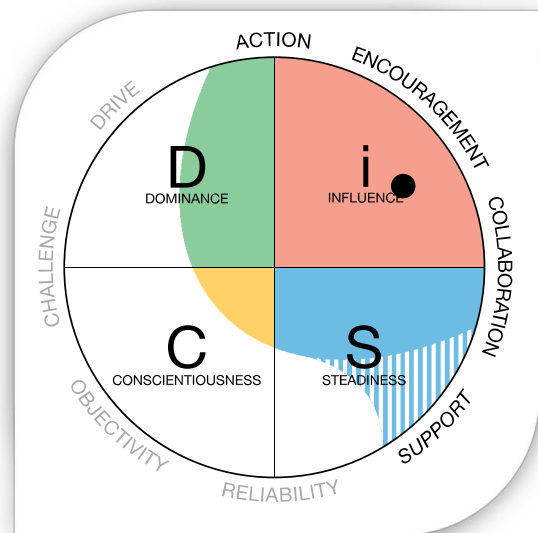 ACTION
ENCOURAGEMENT
DRIVE
D
DOMINANCE
i
INFLUENCE
CHALLENGE
COLLABORATION
C
CONSCIENTIOUSNESS
S
STEADINESS
OBJECTIVITY
SUPPORT
RELIABILITY